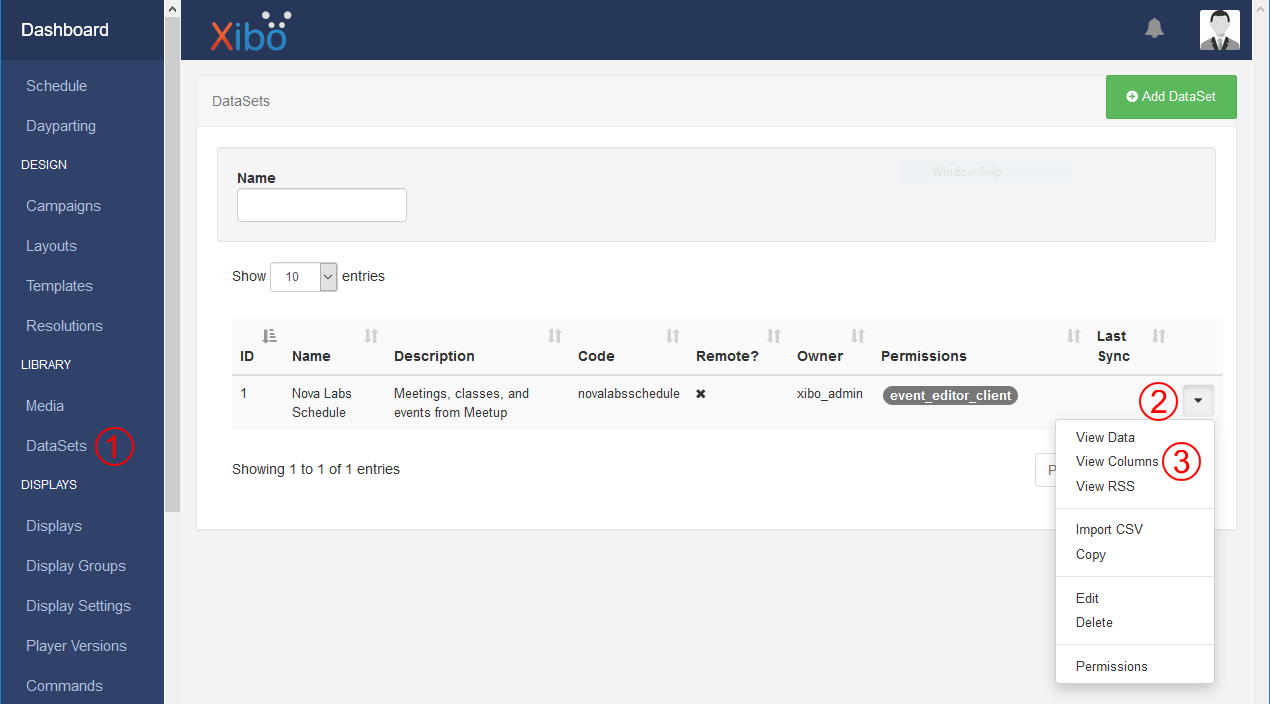 Dashboard
Schedule
Dayparting
DESIGN
Campaigns
Layouts
Templates
Resolutions
LIBRARY
Media
DataSets 1
DISPLAYS
Displays
Display Groups
Display Settings
Player Versions
Commands
Xibo
DataSets
Add DataSet
Name
Window Snip
Show 10 entries
ID Name Description Code Remote? Owner Permissions Last
Sync
1 Nova Labs Meetings, classes, and novalabsschedule ✖ xibo_admin event_editor_client 2
Schedule events from Meetup
Showing 1 to 1 of 1 entries
P
View Data
View Columns 3
View RSS
Import CSV
Copy
Edit
Delete
Permissions